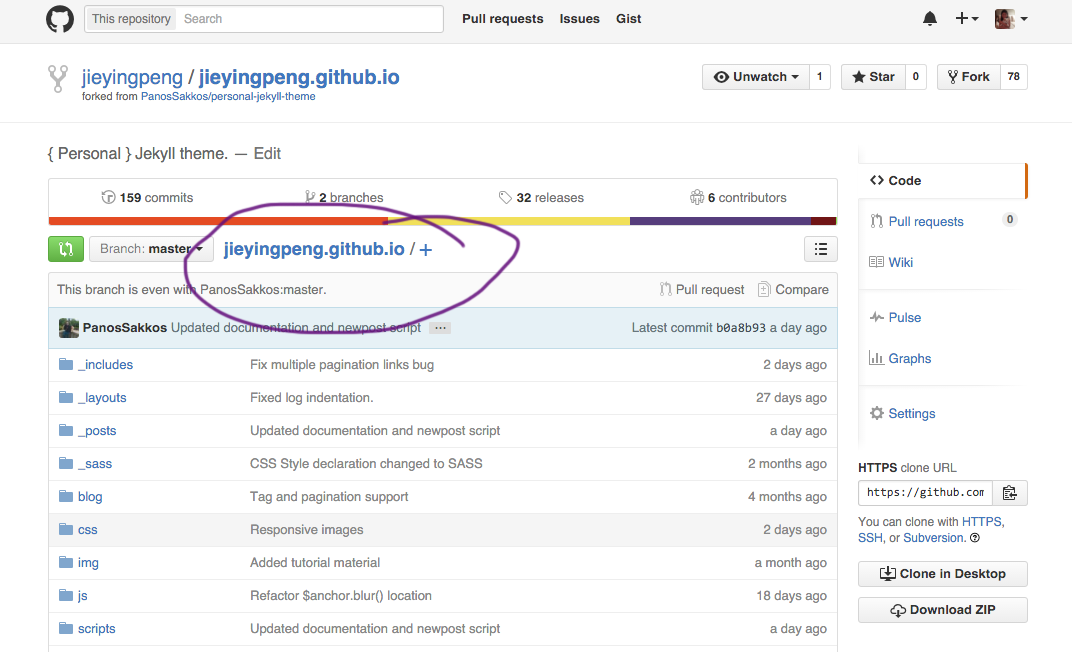 This repository Search Pull requests Issues Gist
jieyingpeng / jieyingpeng.github.io Unwatch 1 Star 0 Fork 78
forked from PanosSakkos/personal-jekyll-theme
{ Personal } Jekyll theme. — Edit
159 commits 2 branches 32 releases 6 contributors
Branch: master jieyingpeng.github.io / +
This branch is even with PanosSakkos:master. Pull request Compare
PanosSakkos Updated documentation and newpost script ... Latest commit b0a8b93 a day ago
_includes Fix multiple pagination links bug 2 days ago
_layouts Fixed log indentation. 27 days ago
_posts Updated documentation and newpost script a day ago
_sass CSS Style declaration changed to SASS 2 months ago
blog Tag and pagination support 4 months ago
css Responsive images 2 days ago
img Added tutorial material a month ago
js Refactor $anchor.blur() location 18 days ago
scripts Updated documentation and newpost script a day ago
Code
Pull requests 0
Wiki
Pulse
Graphs
Settings
HTTPS clone URL
https://github.com
You can clone with HTTPS,
SSH, or Subversion.
Clone in Desktop
Download ZIP